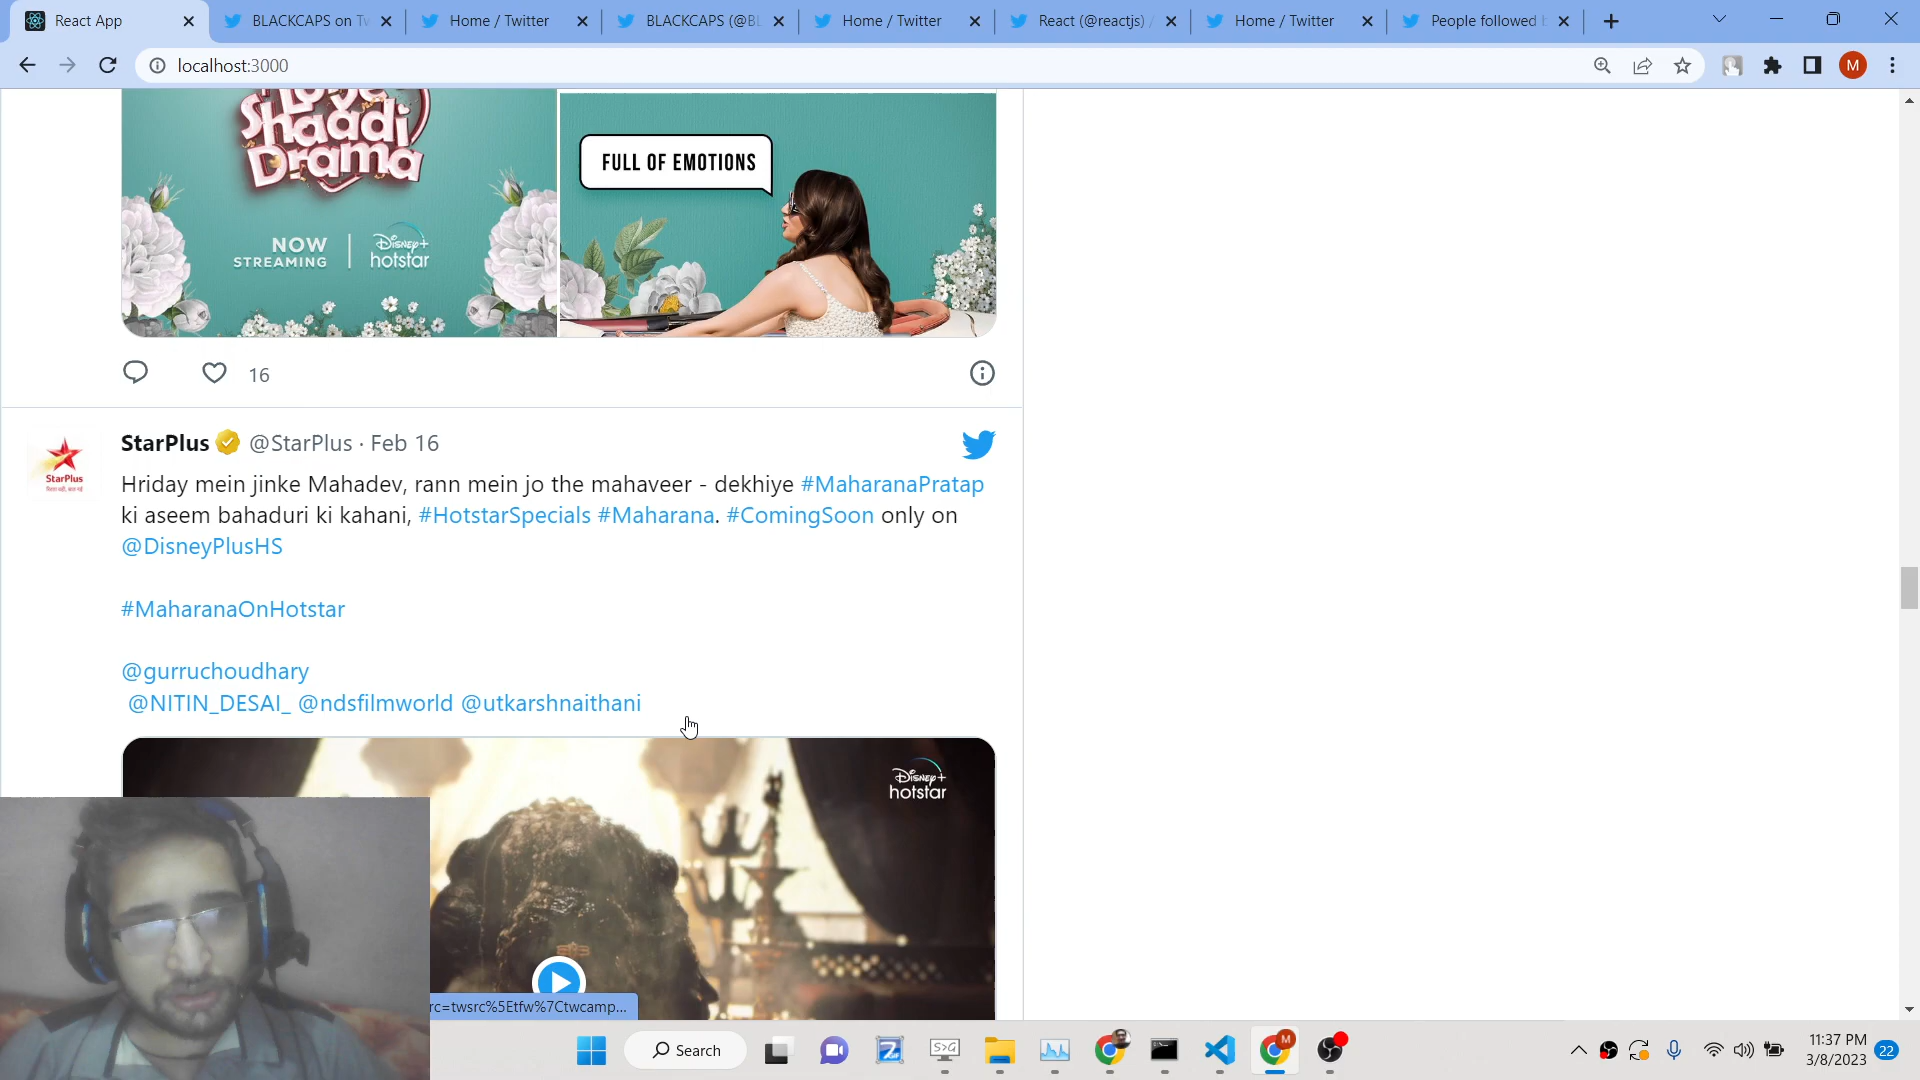 React App
BLACKCAPS on Tw
Home / Twitter
BLACKCAPS (@BL
Home / Twitter
React (@reactjs) /
Home / Twitter
People followed b
localhost:3000
M
Love
Shaadi
Drama
NOW
STREAMING
Disney+
hotstar
FULL OF EMOTIONS
16
StarPlus @StarPlus · Feb 16
StarPlus
Hriday mein jinke Mahadev, rann mein jo the mahaveer - dekhiye #MaharanaPratap
ki aseem bahaduri ki kahani, #HotstarSpecials #Maharana. #ComingSoon only on
@DisneyPlusHS
#MaharanaOnHotstar
@gurruchoudhary
@NITIN_DESAI_ @ndsfilmworld @utkarshnaithani
Disney+
hotstar
rc=twsrc%5Etfw%7Ctwcamp...
Search
11:37 PM
3/8/2023
22